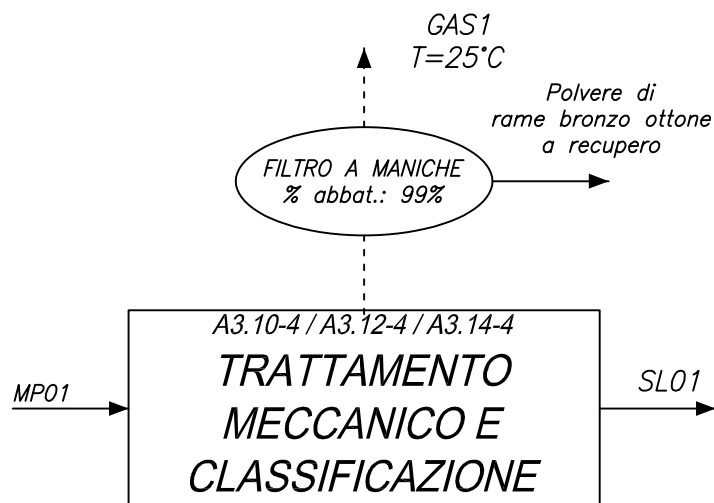 GAS1
T=25°C
Polvere di
rame bronzo ottone
a recupero
FILTRO A MANICHE
% abbat.: 99%
A3.10-4 / A3.12-4 / A3.14-4
TRATTAMENTO
MECCANICO E
CLASSIFICAZIONE
MP01
SL01